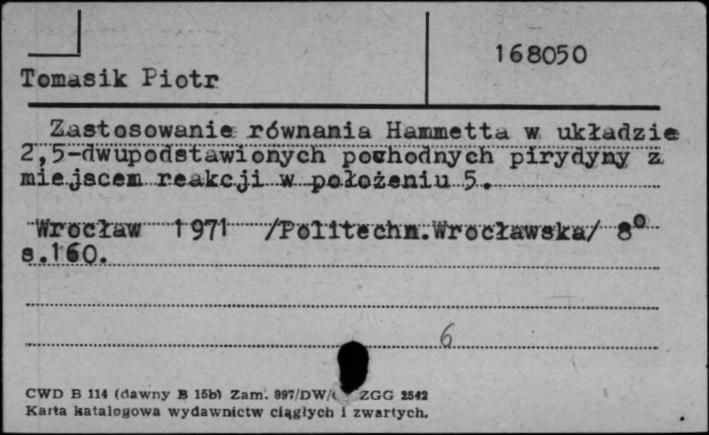 168050
Tomasik Piotr
Zastosowanie równania Hammetta w układzie
2,5-dwupodstawionych pochodnych pirydyny z
miejscem reakcji w położeniu 5.
Wrocław 1971 /Politechn.Wrocławska/ 8°
s.160.
6
CWD B 114 (dawny B 15b) Zam. 897/DW/ ZGG 2542
Karta katalogowa wydawnictw ciągłych i zwartych.